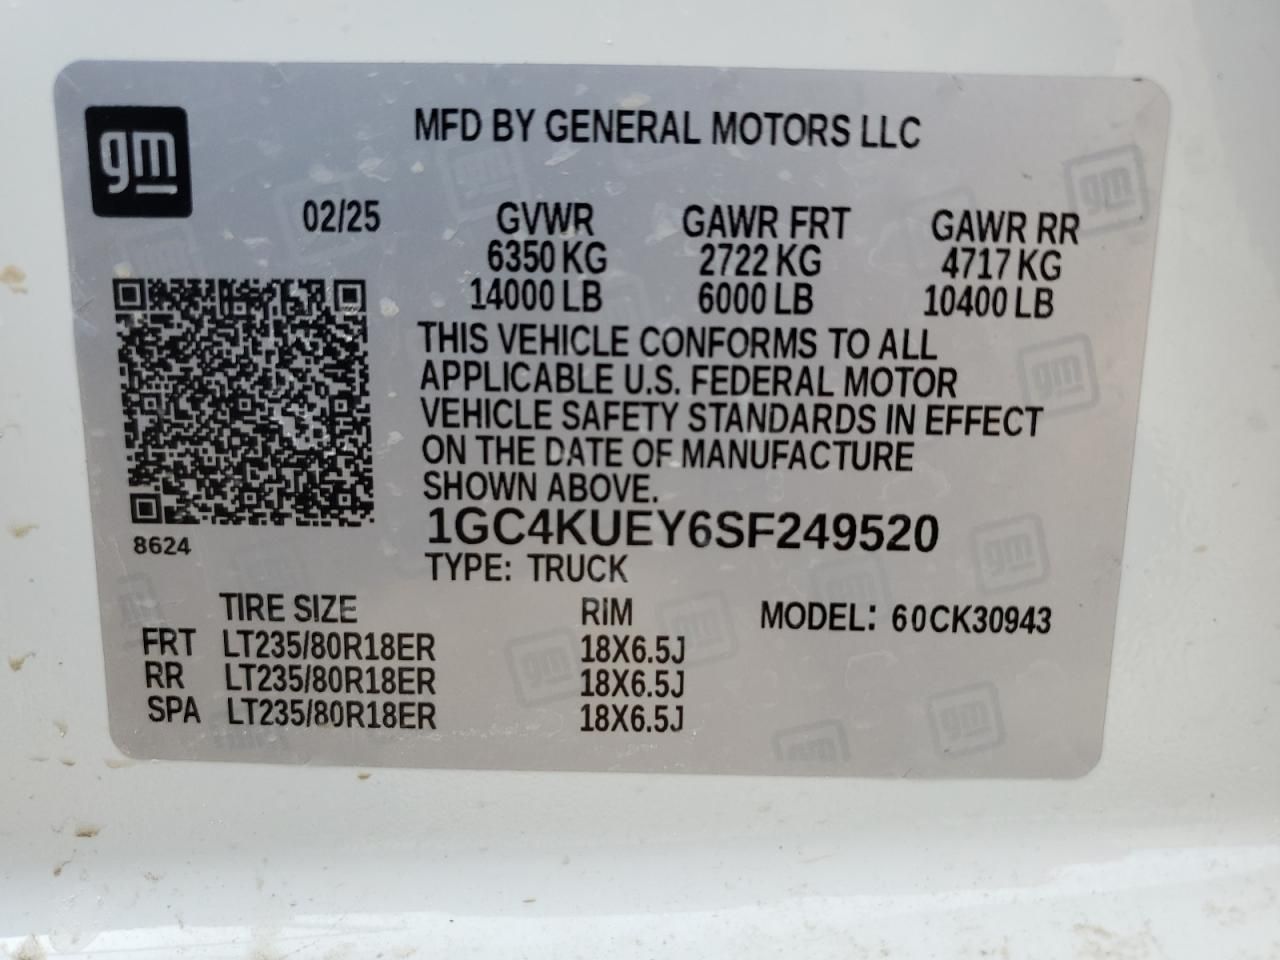 gm
MFD BY GENERAL MOTORS LLC
02/25 GVWR GAWR FRT GAWR RR
6350 KG 2722 KG 4717 KG
14000 LB 6000 LB 10400 LB
THIS VEHICLE CONFORMS TO ALL
APPLICABLE U.S. FEDERAL MOTOR
VEHICLE SAFETY STANDARDS IN EFFECT
ON THE DATE OF MANUFACTURE
SHOWN ABOVE.
1GC4KUEY6SF249520
8624
TYPE: TRUCK
TIRE SIZE RIM MODEL: 60CK30943
FRT LT235/80R18ER 18X6.5J
RR LT235/80R18ER 18X6.5J
SPA LT235/80R18ER 18X6.5J